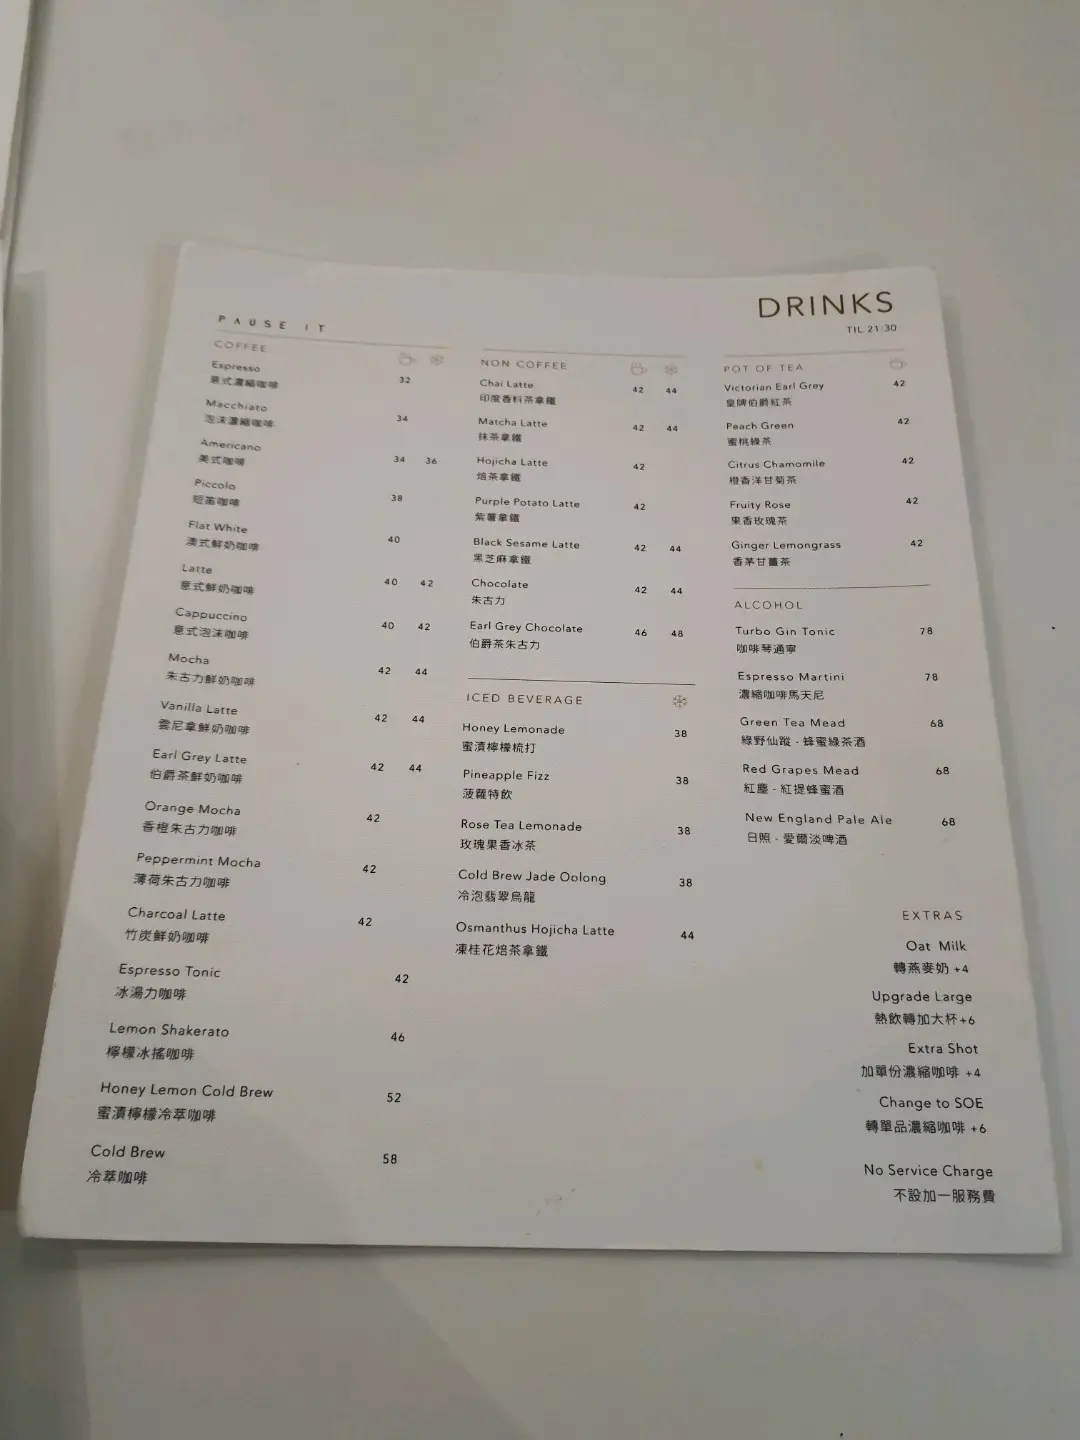 PAUSE IT
DRINKS
TIL 21:30
COFFEE
Espresso 32
意式濃縮咖啡
Macchiato 34
泡沫濃縮咖啡
Americano 34 36
美式咖啡
Piccolo 38
短笛咖啡
Flat White 40
澳式鮮奶咖啡
Latte 40 42
意式鮮奶咖啡
Cappuccino 40 42
意式泡沫咖啡
Mocha 42 44
朱古力鮮奶咖啡
Vanilla Latte 42 44
雲尼拿鮮奶咖啡
Earl Grey Latte 42 44
伯爵茶鮮奶咖啡
Orange Mocha 42
香橙朱古力咖啡
Peppermint Mocha 42
薄荷朱古力咖啡
Charcoal Latte 42
竹炭鮮奶咖啡
Espresso Tonic 42
冰湯力咖啡
Lemon Shakerato 46
檸檬冰搖咖啡
Honey Lemon Cold Brew 52
蜜漬檸檬冷萃咖啡
Cold Brew 58
冷萃咖啡
NON COFFEE
Chai Latte 42 44
印度香料茶拿鐵
Matcha Latte 42 44
抹茶拿鐵
Hojicha Latte 42
焙茶拿鐵
Purple Potato Latte 42
紫薯拿鐵
Black Sesame Latte 42 44
黑芝麻拿鐵
Chocolate 42 44
朱古力
Earl Grey Chocolate 46 48
伯爵茶朱古力
ICED BEVERAGE
Honey Lemonade 38
蜜漬檸檬梳打
Pineapple Fizz 38
菠蘿特飲
Rose Tea Lemonade 38
玫瑰果香冰茶
Cold Brew Jade Oolong 38
冷泡翡翠烏龍
Osmanthus Hojicha Latte 44
凍桂花焙茶拿鐵
POT OF TEA
Victorian Earl Grey 42
皇牌伯爵紅茶
Peach Green 42
蜜桃綠茶
Citrus Chamomile 42
橙香洋甘菊茶
Fruity Rose 42
果香玫瑰茶
Ginger Lemongrass 42
香茅甘薑茶
ALCOHOL
Turbo Gin Tonic 78
咖啡琴通寧
Espresso Martini 78
濃縮咖啡馬天尼
Green Tea Mead 68
綠野仙蹤 - 蜂蜜綠茶酒
Red Grapes Mead 68
紅塵 - 紅提蜂蜜酒
New England Pale Ale 68
日照 - 愛爾淡啤酒
EXTRAS
Oat Milk
轉燕麥奶 +4
Upgrade Large
熱飲轉加大杯+6
Extra Shot
加單份濃縮咖啡 +4
Change to SOE
轉單品濃縮咖啡 +6
No Service Charge
不設加一服務費